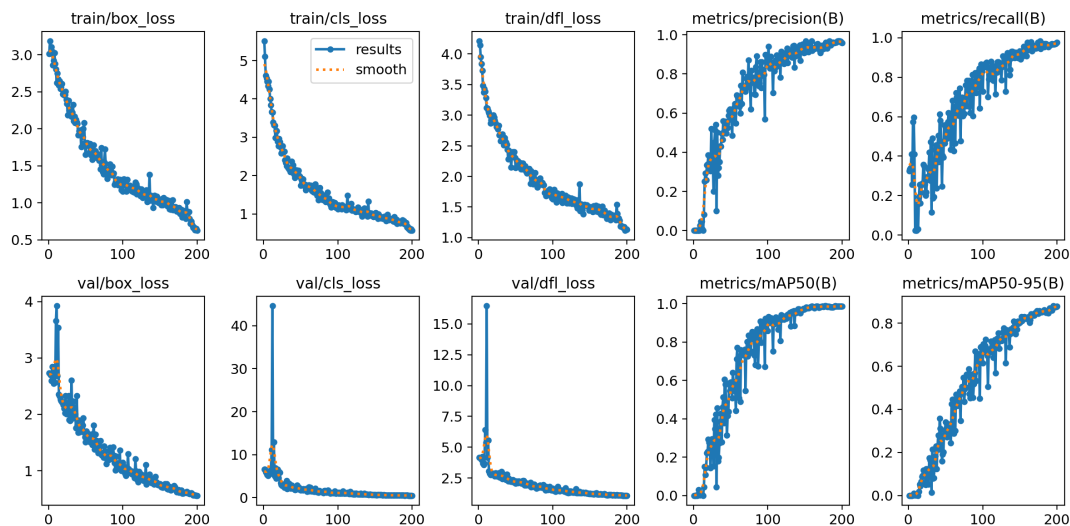 train/box_loss
train/cls_loss
train/dfl_loss
metrics/precision(B)
metrics/recall(B)
3.0
2.5
2.0
1.5
1.0
0.5
0 100 200
results
smooth
5
4
3
2
1
0 100 200
4.0
3.5
3.0
2.5
2.0
1.5
1.0
0 100 200
1.0
0.8
0.6
0.4
0.2
0.0
0 100 200
1.0
0.8
0.6
0.4
0.2
0.0
0 100 200
val/box_loss
val/cls_loss
val/dfl_loss
metrics/mAP50(B)
metrics/mAP50-95(B)
4
3
2
1
0 100 200
40
30
20
10
0
0 100 200
15.0
12.5
10.0
7.5
5.0
2.5
0 100 200
1.0
0.8
0.6
0.4
0.2
0.0
0 100 200
0.8
0.6
0.4
0.2
0.0
0 100 200